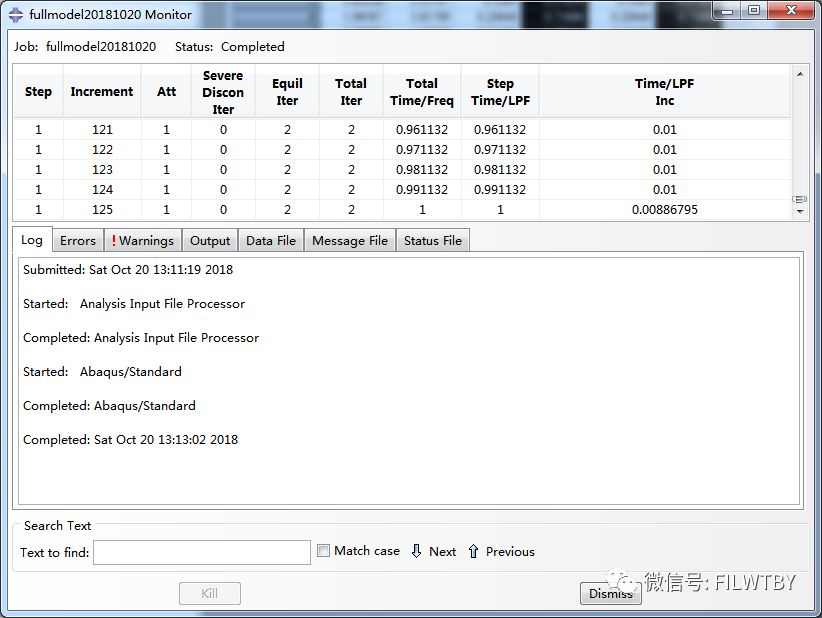 fullmodel20181020 Monitor
Job: fullmodel20181020 Status: Completed
Step Increment Att Severe Discon Iter Equil Iter Total Iter Total Time/Freq Step Time/LPF Time/LPF Inc
1 121 1 0 2 2 0.961132 0.961132 0.01
1 122 1 0 2 2 0.971132 0.971132 0.01
1 123 1 0 2 2 0.981132 0.981132 0.01
1 124 1 0 2 2 0.991132 0.991132 0.01
1 125 1 0 2 2 1 1 0.00886795
Log Errors !Warnings Output Data File Message File Status File
Submitted: Sat Oct 20 13:11:19 2018
Started: Analysis Input File Processor
Completed: Analysis Input File Processor
Started: Abaqus/Standard
Completed: Abaqus/Standard
Completed: Sat Oct 20 13:13:02 2018
Search Text
Text to find: Match case Next Previous
Kill Dismiss
微信号: FILWTBY